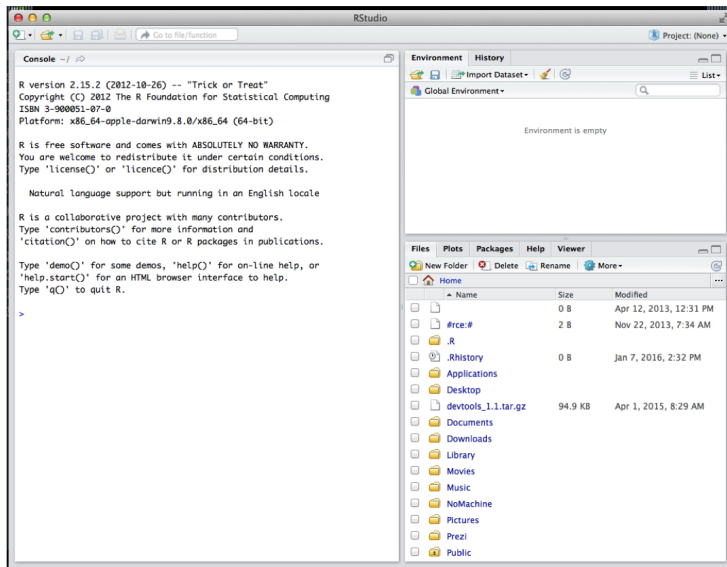 RStudio
Go to file/function
Project: (None)
Console ~/
R version 2.15.2 (2012-10-26) -- "Trick or Treat"
Copyright (C) 2012 The R Foundation for Statistical Computing
ISBN 3-900051-07-0
Platform: x86_64-apple-darwin9.8.0/x86_64 (64-bit)
R is free software and comes with ABSOLUTELY NO WARRANTY.
You are welcome to redistribute it under certain conditions.
Type 'license()' or 'licence()' for distribution details.
Natural language support but running in an English locale
R is a collaborative project with many contributors.
Type 'contributors()' for more information and
'citation()' on how to cite R or R packages in publications.
Type 'demo()' for some demos, 'help()' for on-line help, or
'help.start()' for an HTML browser interface to help.
Type 'q()' to quit R.
>
Environment History
Import Dataset List
Global Environment
Environment is empty
Files Plots Packages Help Viewer
New Folder Delete Rename More
Home ...
Name Size Modified
0 B Apr 12, 2013, 12:31 PM
#rce:# 2 B Nov 22, 2013, 7:34 AM
.R
.Rhistory 0 B Jan 7, 2016, 2:32 PM
Applications
Desktop
devtools_1.1.tar.gz 94.9 KB Apr 1, 2015, 8:29 AM
Documents
Downloads
Library
Movies
Music
NoMachine
Pictures
Prezi
Public